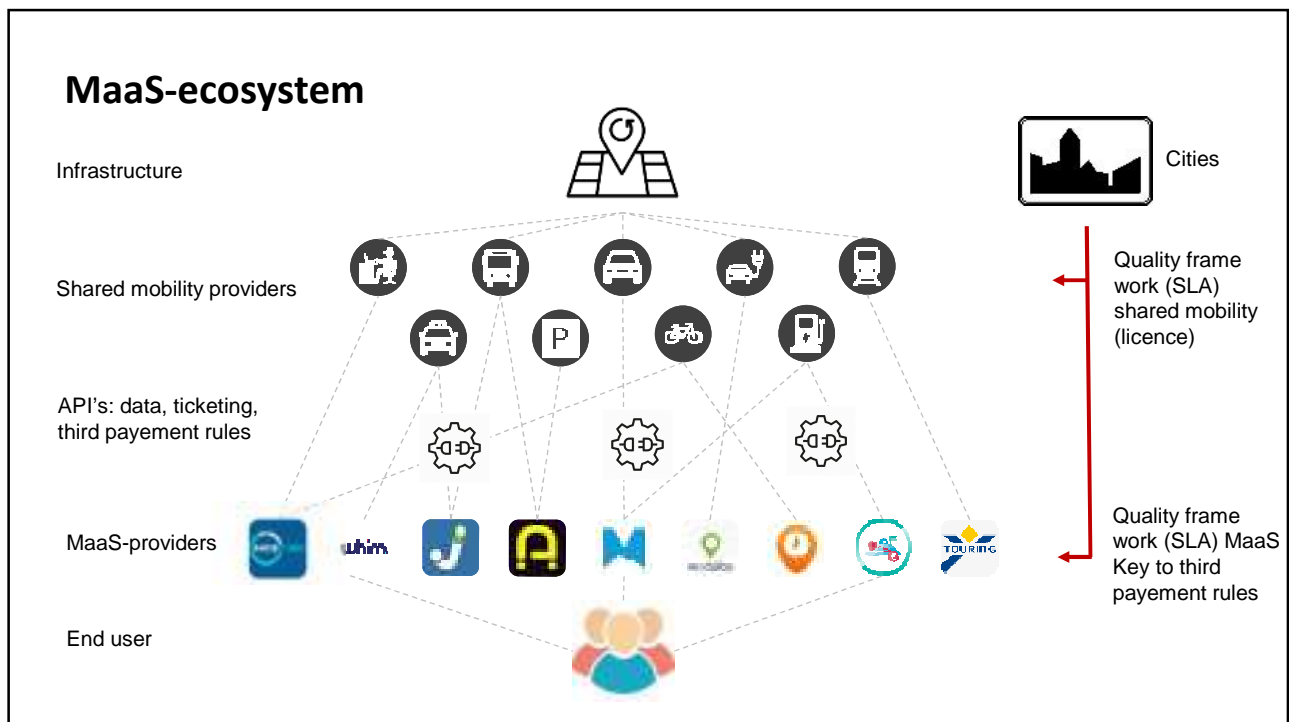 MaaS-ecosystem
Infrastructure
Cities
Shared mobility providers
Quality frame
work (SLA)
shared mobility
(licence)
P
API's: data, ticketing,
third payement rules
MaaS-providers
whim
TOURING
Quality frame
work (SLA) MaaS
Key to third
payement rules
End user